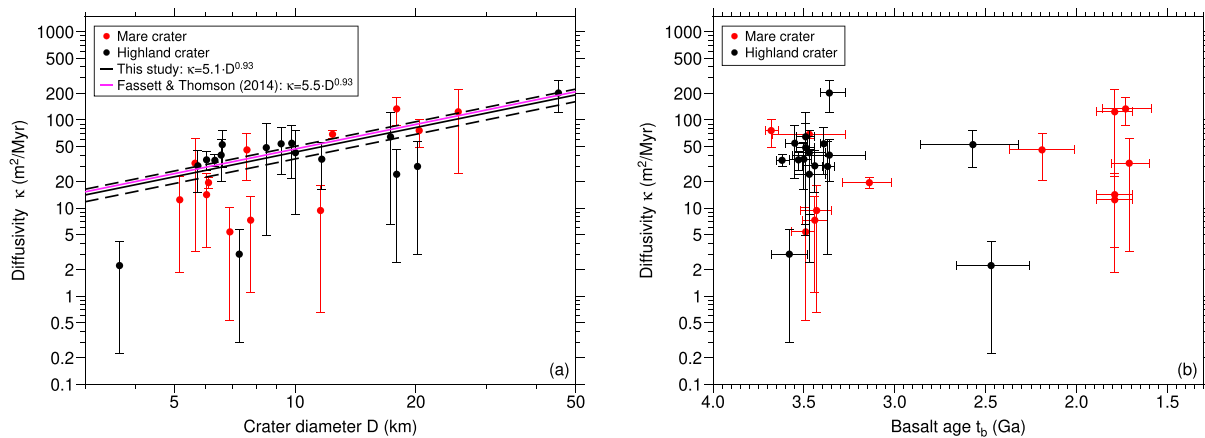 1000
500
200
100
50
20
10
5
2
1
0.5
0.2
0.1
Diffusivity κ (m²/Myr)
Mare crater
Highland crater
This study: κ=5.1·D^0.93
Fassett & Thomson (2014): κ=5.5·D^0.93
(a)
5 10 20 50
Crater diameter D (km)
1000
500
200
100
50
20
10
5
2
1
0.5
0.2
0.1
Diffusivity κ (m²/Myr)
Mare crater
Highland crater
(b)
4.0 3.5 3.0 2.5 2.0 1.5
Basalt age t_b (Ga)